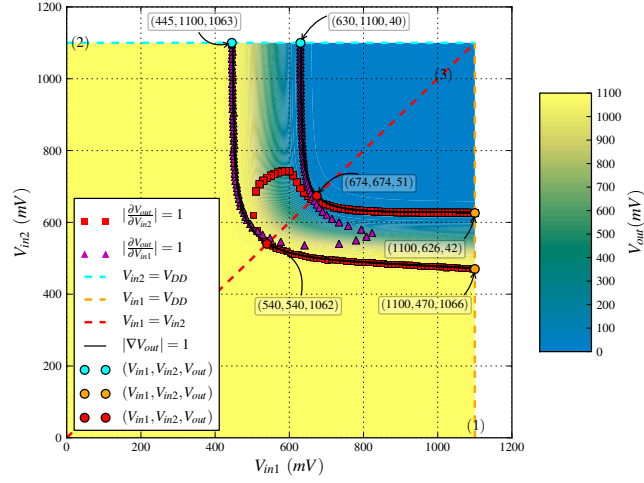 (445,1100,1063)
(630,1100,40)
(2)
(3)
(674,674,51)
(1100,626,42)
(540,540,1062)
(1100,470,1066)
(1)
|∂V_out/∂V_in2| = 1
|∂V_out/∂V_in1| = 1
V_in2 = V_DD
V_in1 = V_DD
V_in1 = V_in2
|∇V_out| = 1
(V_in1, V_in2, V_out)
(V_in1, V_in2, V_out)
(V_in1, V_in2, V_out)
1200
1000
800
600
400
200
0
V_in2 (mV)
0 200 400 600 800 1000 1200
V_in1 (mV)
1100
1000
900
800
700
600
500
400
300
200
100
0
V_out (mV)